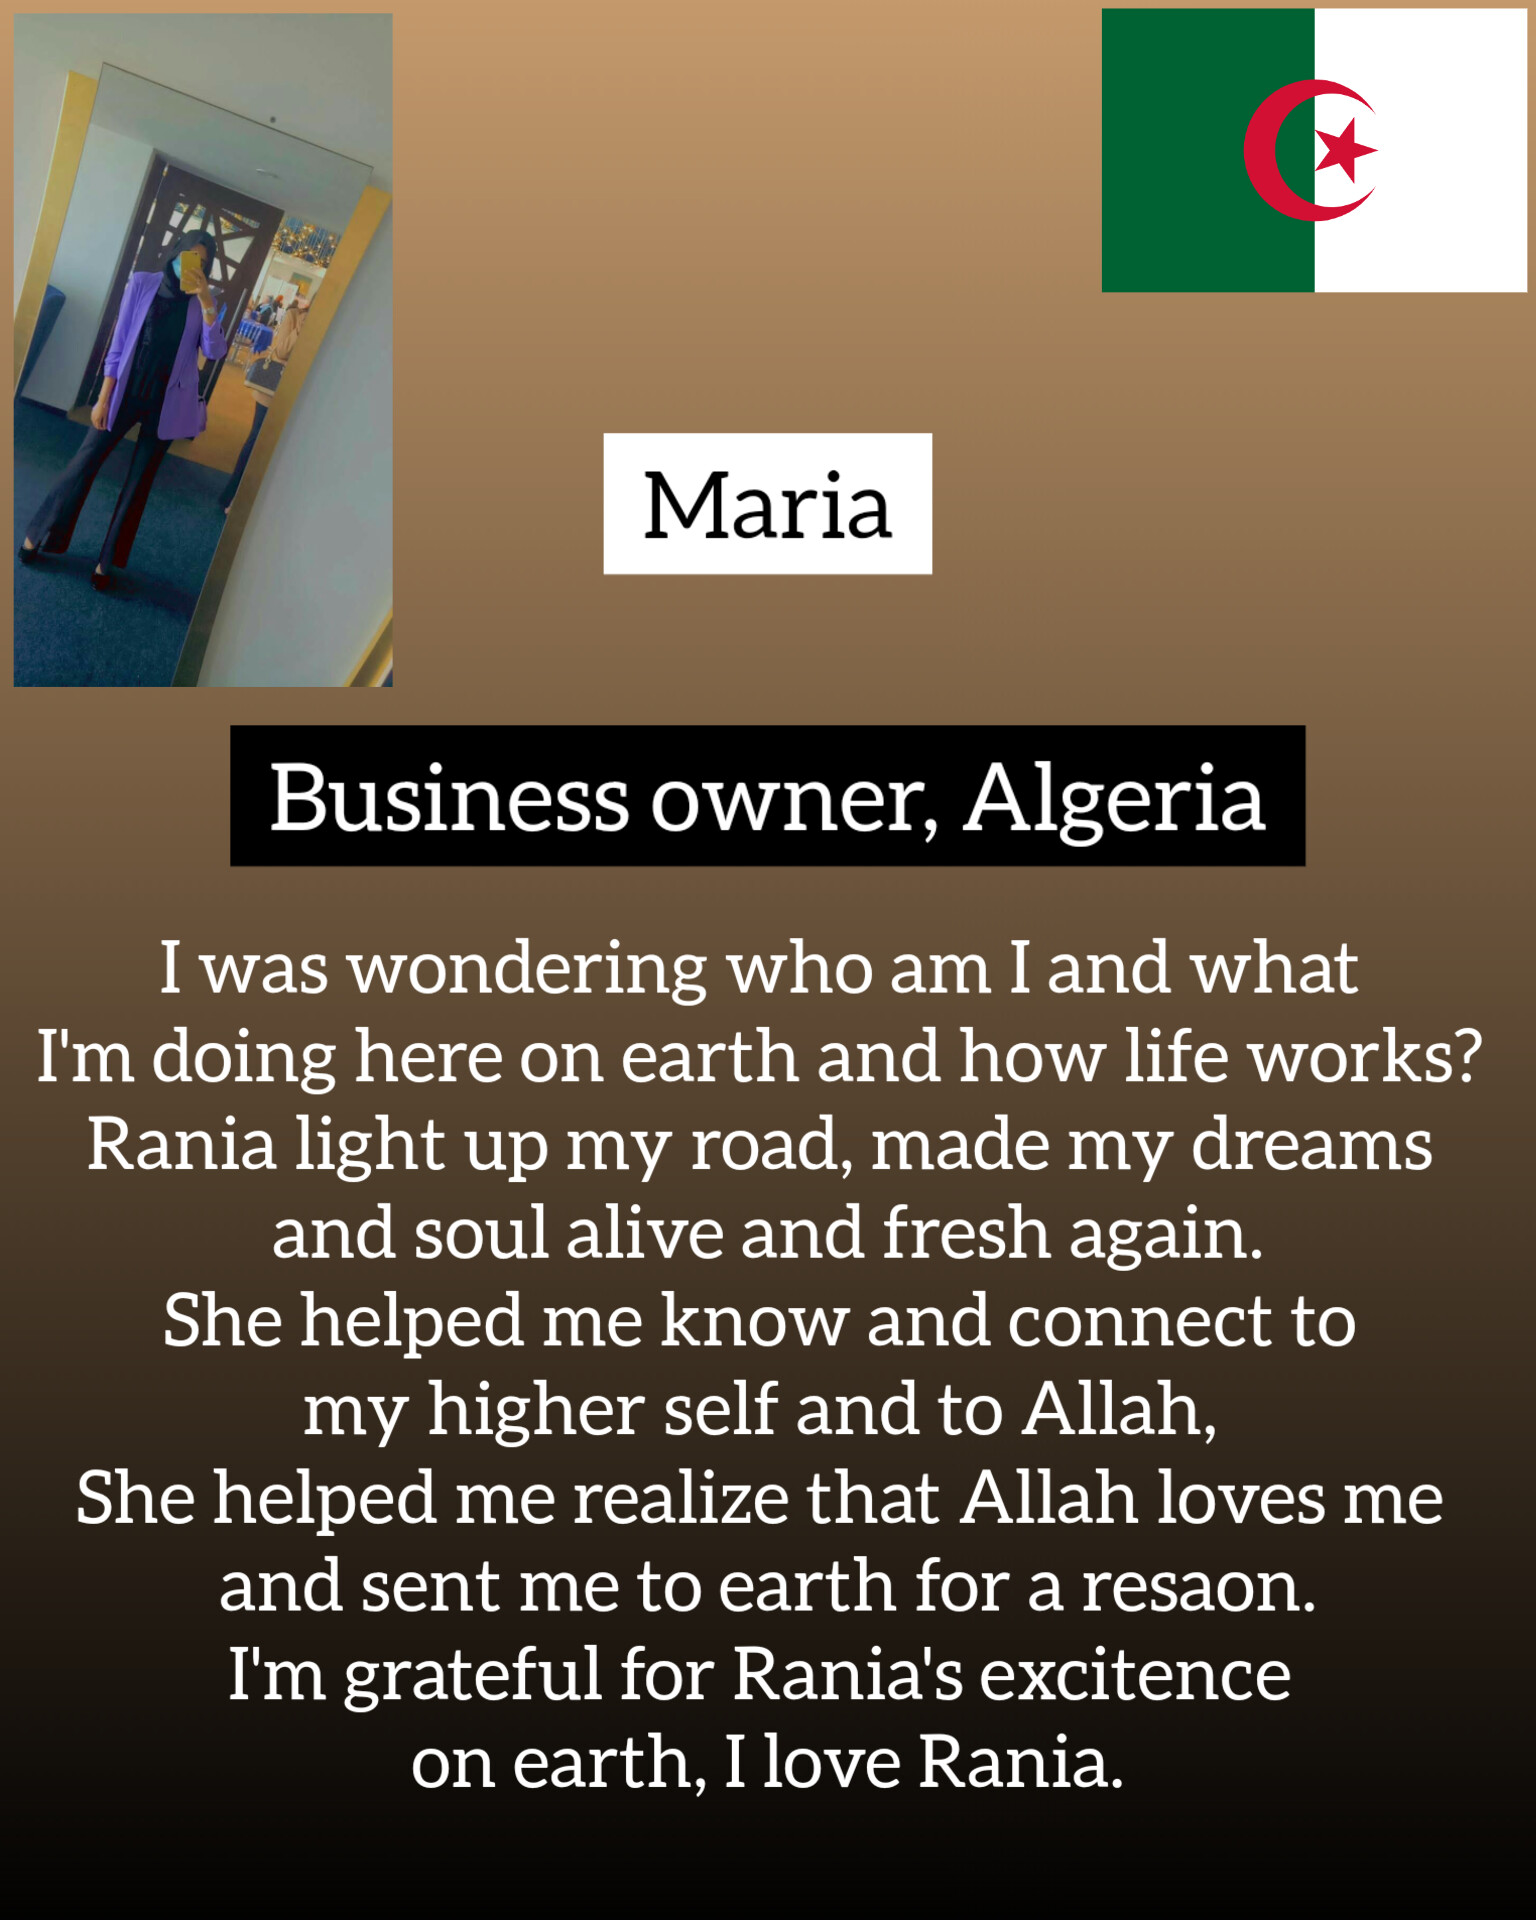 Maria
Business owner, Algeria
I was wondering who am I and what
I'm doing here on earth and how life works?
Rania light up my road, made my dreams
and soul alive and fresh again.
She helped me know and connect to
my higher self and to Allah,
She helped me realize that Allah loves me
and sent me to earth for a resaon.
I'm grateful for Rania's excitence
on earth, I love Rania.